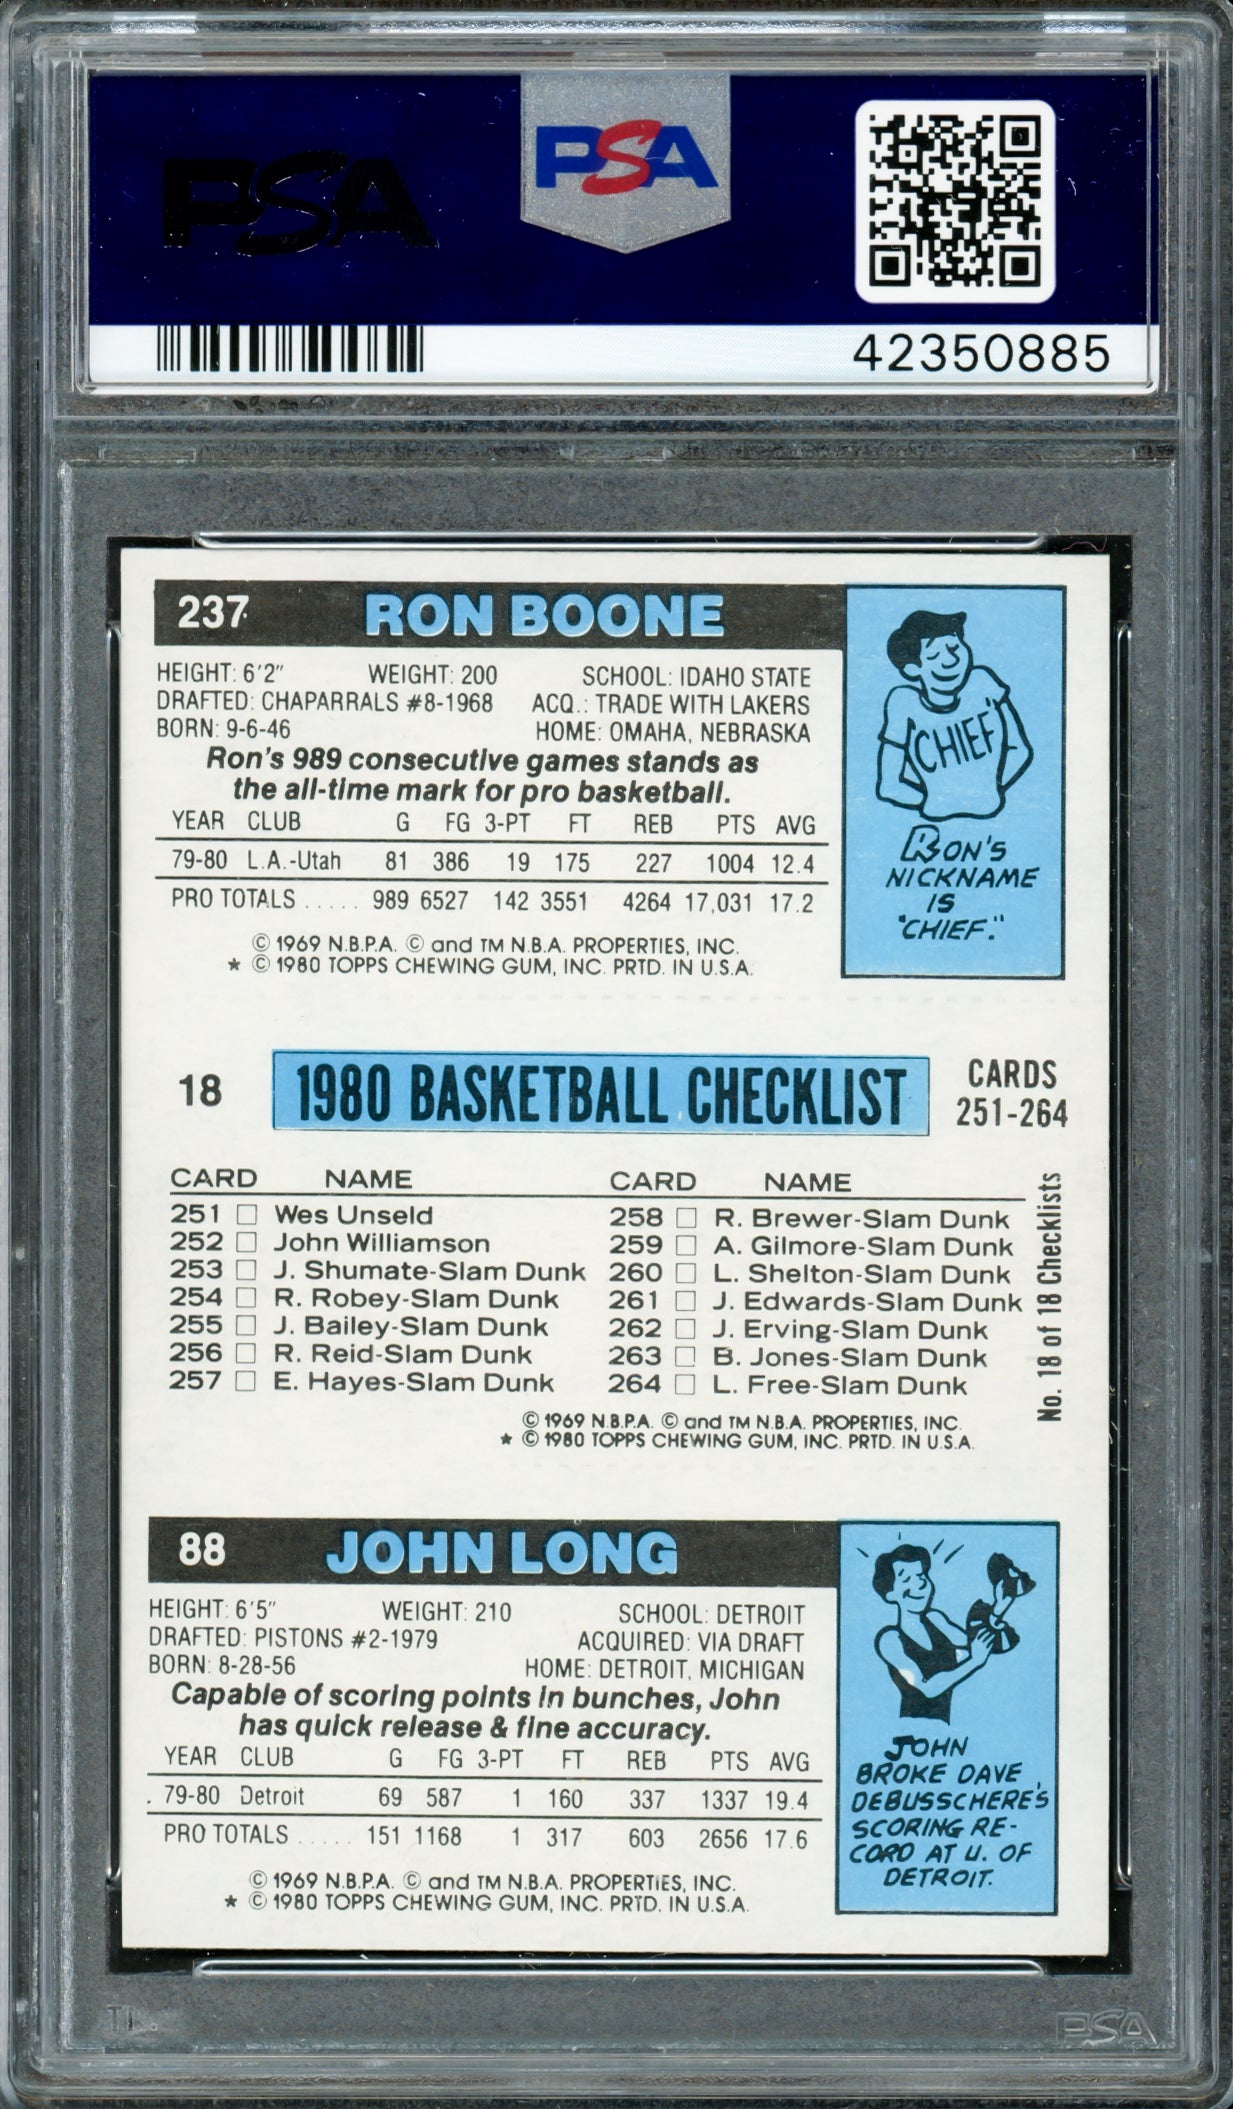 PSA
PSA
42350885
237 RON BOONE
HEIGHT: 6'2" WEIGHT: 200 SCHOOL: IDAHO STATE
DRAFTED: CHAPARRALS #8-1968 ACQ.: TRADE WITH LAKERS
BORN: 9-6-46 HOME: OMAHA, NEBRASKA
Ron's 989 consecutive games stands as
the all-time mark for pro basketball.
YEAR CLUB G FG 3-PT FT REB PTS AVG
79-80 L.A.-Utah 81 386 19 175 227 1004 12.4
PRO TOTALS ..... 989 6527 142 3551 4264 17,031 17.2
© 1969 N.B.P.A. © and TM N.B.A. PROPERTIES, INC.
★ © 1980 TOPPS CHEWING GUM, INC. PRTD. IN U.S.A.
CHIEF
RON'S
NICKNAME
IS
"CHIEF."
18 1980 BASKETBALL CHECKLIST CARDS
251-264
CARD NAME CARD NAME
251 □ Wes Unseld 258 □ R. Brewer-Slam Dunk
252 □ John Williamson 259 □ A. Gilmore-Slam Dunk
253 □ J. Shumate-Slam Dunk 260 □ L. Shelton-Slam Dunk
254 □ R. Robey-Slam Dunk 261 □ J. Edwards-Slam Dunk
255 □ J. Bailey-Slam Dunk 262 □ J. Erving-Slam Dunk
256 □ R. Reid-Slam Dunk 263 □ B. Jones-Slam Dunk
257 □ E. Hayes-Slam Dunk 264 □ L. Free-Slam Dunk
No. 18 of 18 Checklists
© 1969 N.B.P.A. © and TM N.B.A. PROPERTIES, INC.
★ © 1980 TOPPS CHEWING GUM, INC. PRTD. IN U.S.A.
88 JOHN LONG
HEIGHT: 6'5" WEIGHT: 210 SCHOOL: DETROIT
DRAFTED: PISTONS #2-1979 ACQUIRED: VIA DRAFT
BORN: 8-28-56 HOME: DETROIT, MICHIGAN
Capable of scoring points in bunches, John
has quick release & fine accuracy.
YEAR CLUB G FG 3-PT FT REB PTS AVG
79-80 Detroit 69 587 1 160 337 1337 19.4
PRO TOTALS ..... 151 1168 1 317 603 2656 17.6
© 1969 N.B.P.A. © and TM N.B.A. PROPERTIES, INC.
★ © 1980 TOPPS CHEWING GUM, INC. PRTD. IN U.S.A.
JOHN
BROKE DAVE
DEBUSSCHERE'S
SCORING RE-
CORD AT U. OF
DETROIT.
PSA